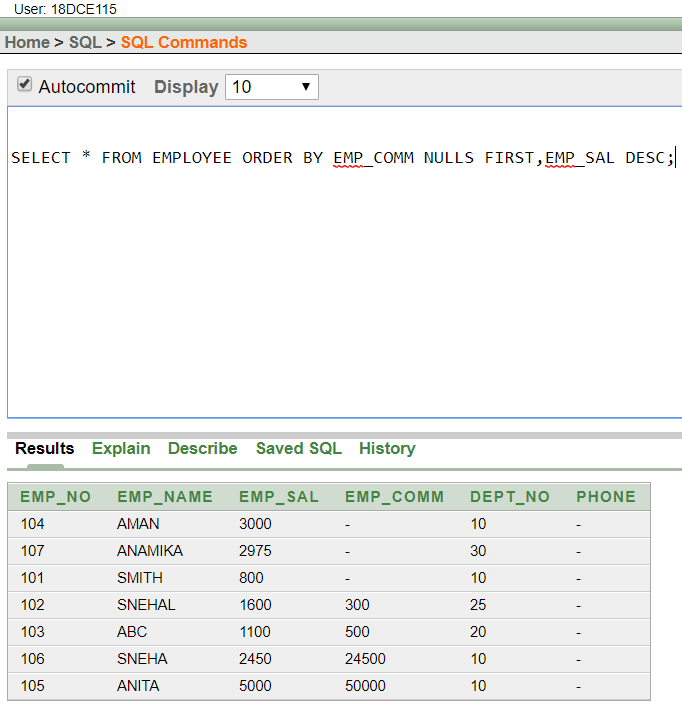 User: 18DCE115
Home > SQL > SQL Commands
Autocommit Display 10
SELECT * FROM EMPLOYEE ORDER BY EMP_COMM NULLS FIRST,EMP_SAL DESC;
Results Explain Describe Saved SQL History
EMP_NO EMP_NAME EMP_SAL EMP_COMM DEPT_NO PHONE
104 AMAN 3000 - 10 -
107 ANAMIKA 2975 - 30 -
101 SMITH 800 - 10 -
102 SNEHAL 1600 300 25 -
103 ABC 1100 500 20 -
106 SNEHA 2450 24500 10 -
105 ANITA 5000 50000 10 -